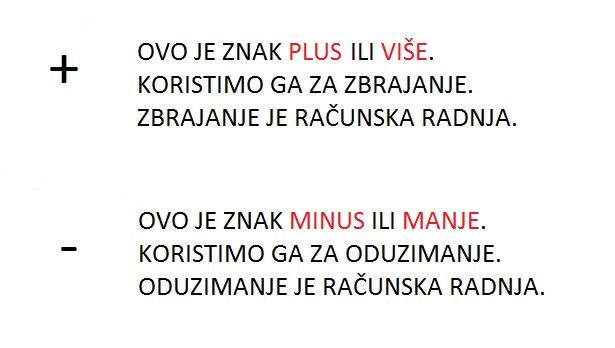 + OVO JE ZNAK PLUS ILI VIŠE.
KORISTIMO GA ZA ZBRAJANJE.
ZBRAJANJE JE RAČUNSKA RADNJA.
- OVO JE ZNAK MINUS ILI MANJE.
KORISTIMO GA ZA ODUZIMANJE.
ODUZIMANJE JE RAČUNSKA RADNJA.